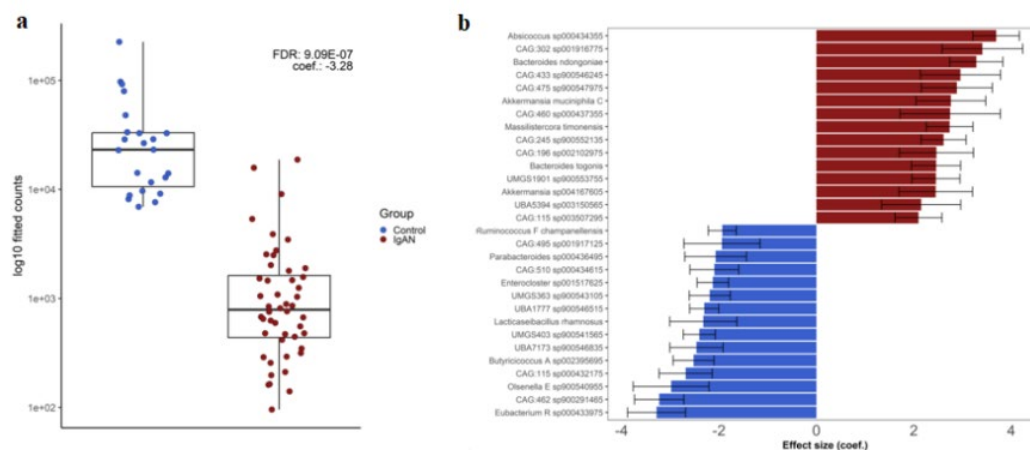 a
FDR: 9.09E-07
coef.: -3.28
1e+05
1e+04
1e+03
1e+02
log10 fitted counts
Group
Control
IgAN
b
Absicoccus sp000434355
CAG:302 sp001916775
Bacteroides ndongoniae
CAG:433 sp900546245
CAG:475 sp900547975
Akkermansia muciniphila C
CAG:460 sp000437355
Massilistercora timonensis
CAG:245 sp900552135
CAG:196 sp002102975
Bacteroides togonis
UMGS1901 sp900553755
Akkermansia sp004167605
UBA5394 sp003150565
CAG:115 sp003507295
Ruminococcus F champanellensis
CAG:495 sp001917125
Parabacteroides sp000436495
CAG:510 sp000434615
Enterocloster sp001517625
UMGS363 sp900543105
UBA1777 sp900546515
Lacticaseibacillus rhamnosus
UMGS403 sp900541565
UBA7173 sp900546835
Butyricicoccus A sp002395695
CAG:115 sp000432175
Olsenella E sp900540955
CAG:462 sp900291465
Eubacterium R sp000433975
-4 -2 0 2 4
Effect size (coef.)